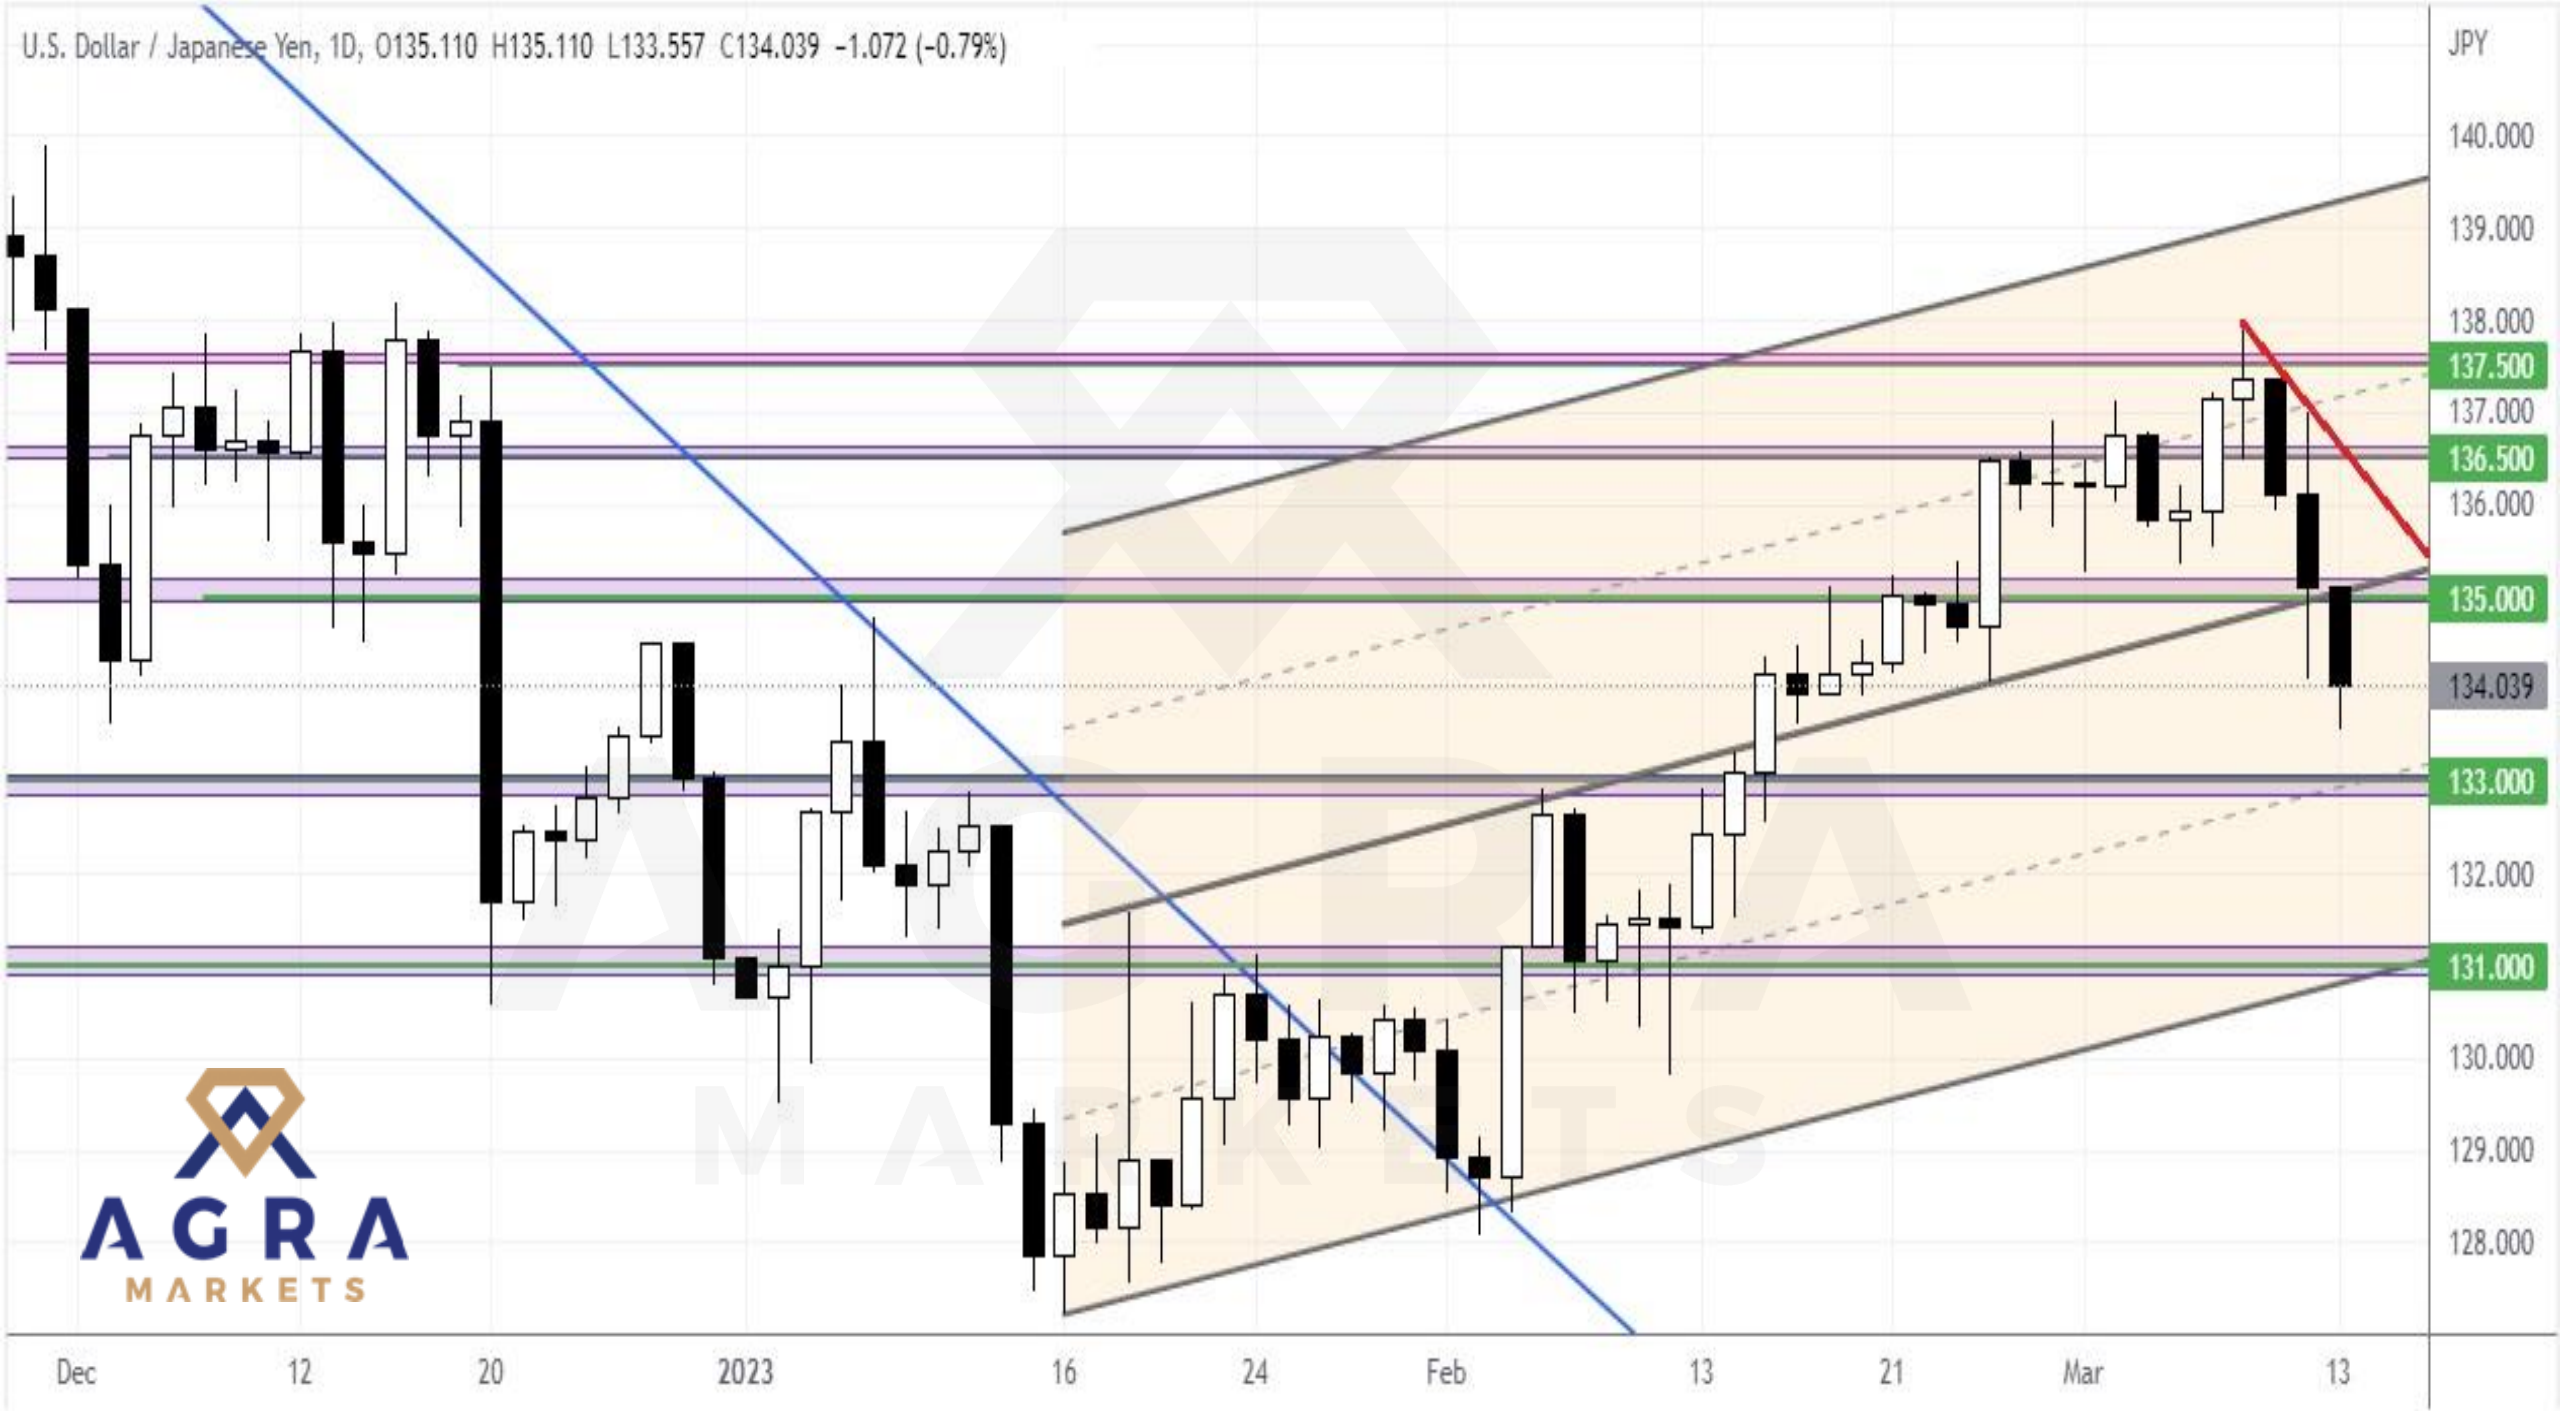 U.S. Dollar / Japanese Yen, 1D, O135.110 H135.110 L133.557 C134.039 −1.072 (−0.79%)
JPY
140.000
139.000
138.000
137.500
137.000
136.500
136.000
135.000
134.039
133.000
132.000
131.000
130.000
129.000
128.000
AGRA
MARKETS
AGRA
MARKETS
Dec 12 20 2023 16 24 Feb 13 21 Mar 13